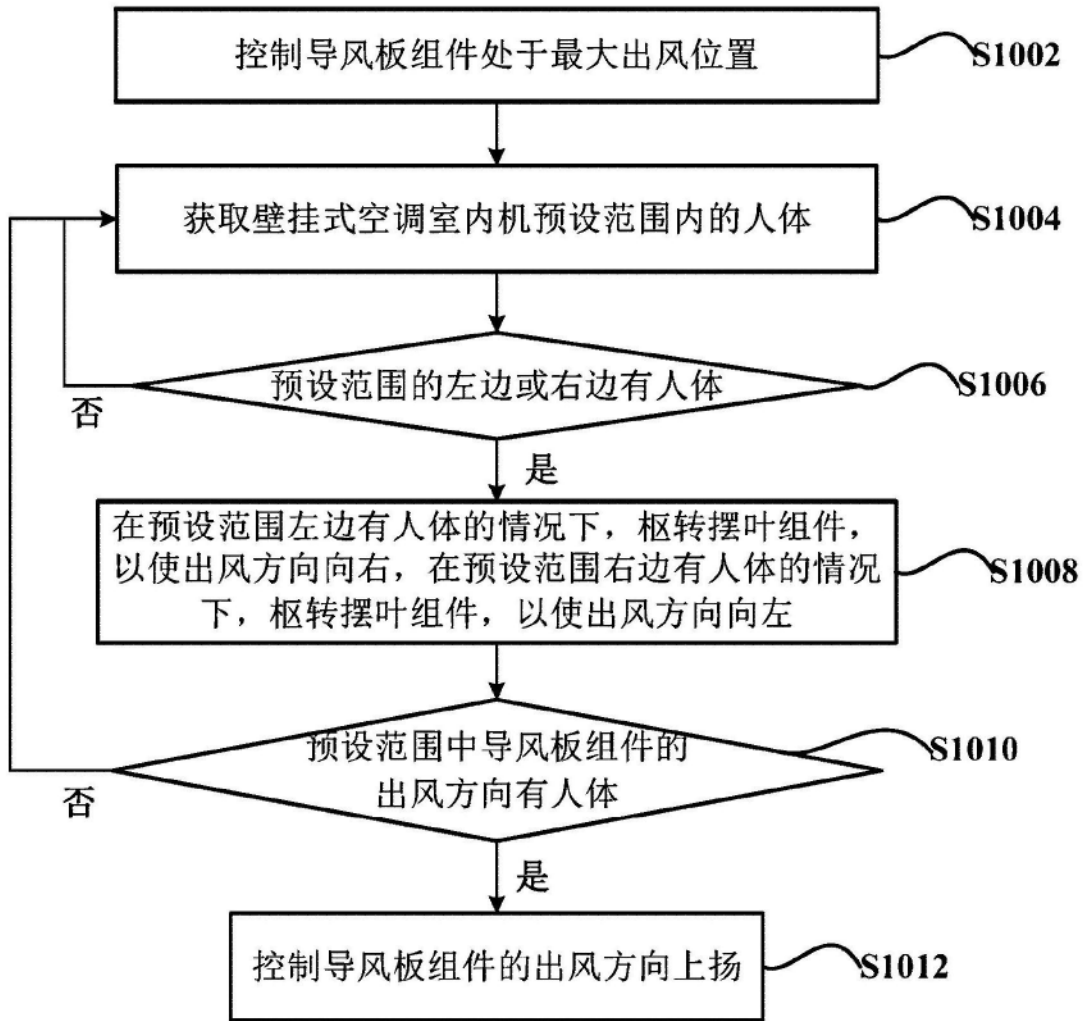 控制导风板组件处于最大出风位置
S1002
获取壁挂式空调室内机预设范围内的人体
S1004
预设范围的左边或右边有人体
S1006
否
是
在预设范围左边有人体的情况下，枢转摆叶组件，
以使出风方向向右，在预设范围右边有人体的情况
下，枢转摆叶组件，以使出风方向向左
S1008
预设范围中导风板组件的
出风方向有人体
S1010
否
是
控制导风板组件的出风方向上扬
S1012